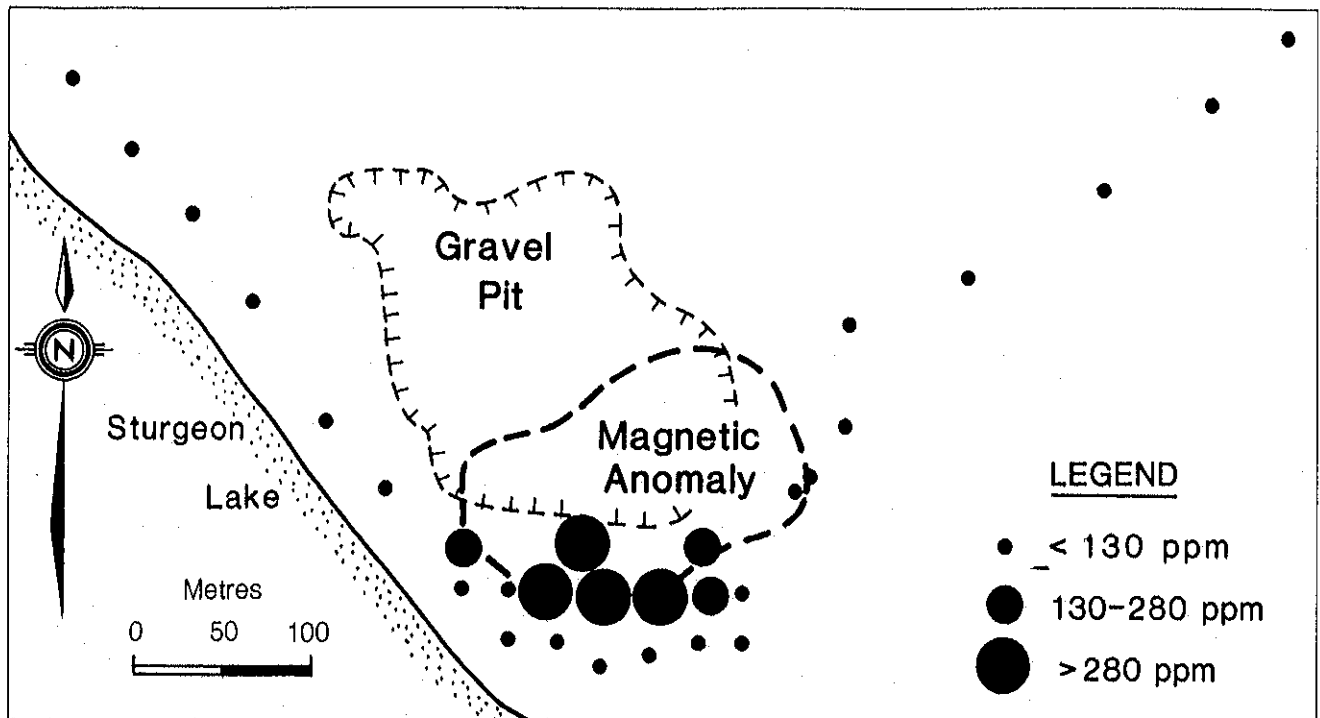 Gravel
Pit
N
Sturgeon
Lake
Magnetic
Anomaly
Metres
0 50 100
LEGEND
< 130 ppm
130-280 ppm
>280 ppm